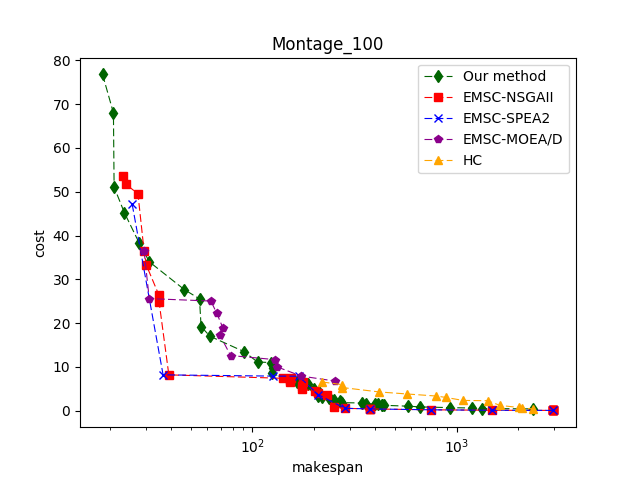 Montage_100
80
70
60
50
40
30
20
10
0
cost
Our method
EMSC-NSGAII
EMSC-SPEA2
EMSC-MOEA/D
HC
10²
10³
makespan